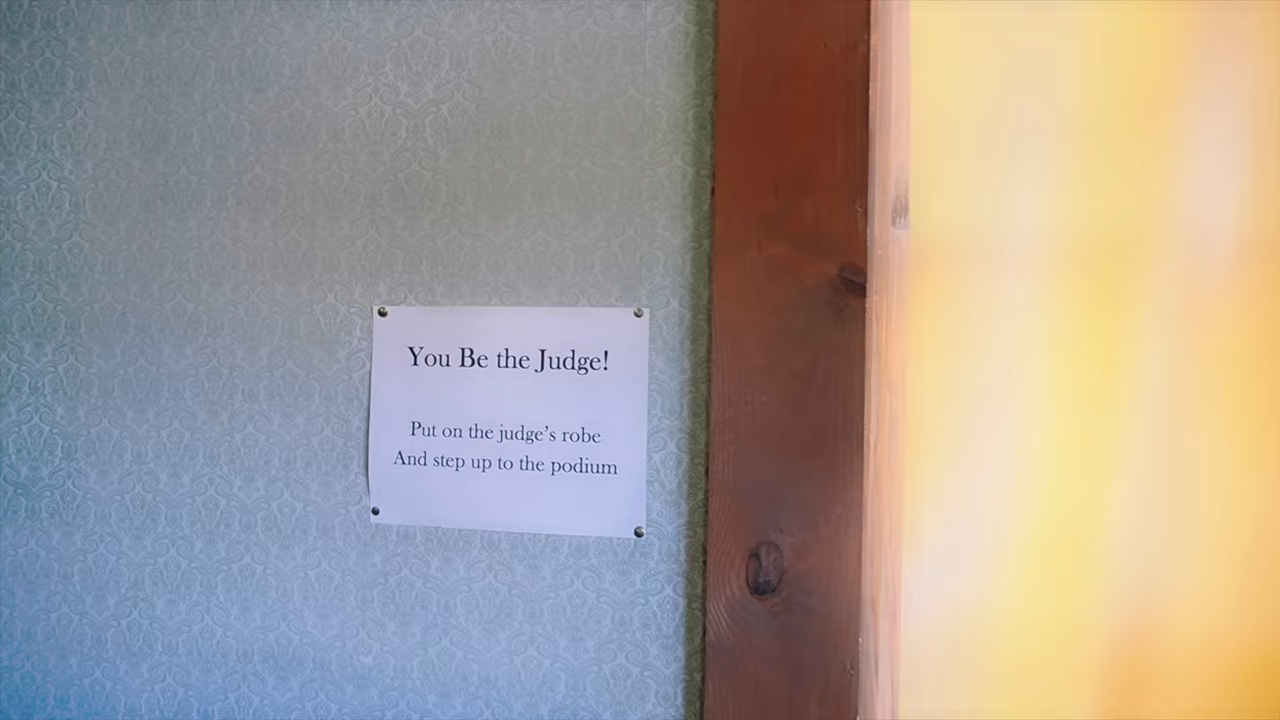 You Be the Judge!
Put on the judge's robe
And step up to the podium